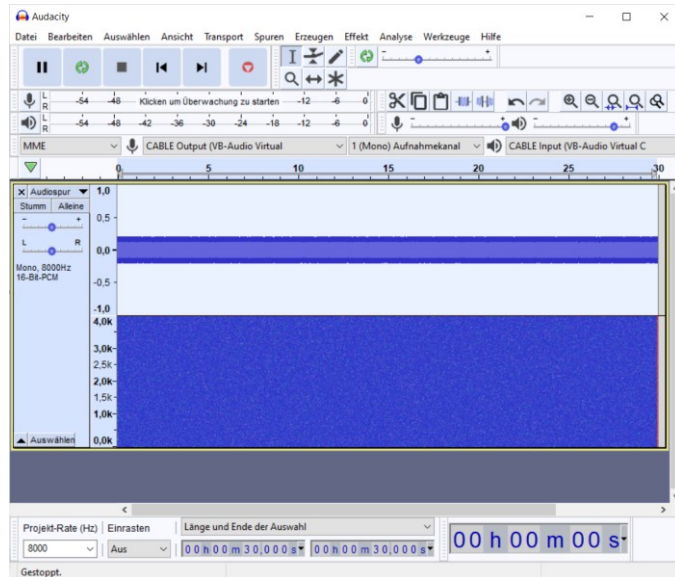 Audacity
Datei Bearbeiten Auswählen Ansicht Transport Spuren Erzeugen Effekt Analyse Werkzeuge Hilfe
L R -54 -48 Klicken um Überwachung zu starten -12 -6 0
L R -54 -48 -42 -36 -30 -24 -18 -12 -6 0
MME CABLE Output (VB-Audio Virtual 1 (Mono) Aufnahmekanal CABLE Input (VB-Audio Virtual C
0 5 10 15 20 25 30
Audiospur
Stumm Alleine
- +
L R
Mono, 8000Hz
16-Bit-PCM
Auswählen
1,0
0,5
0,0
-0,5
-1,0
4,0k
3,0k
2,5k
2,0k
1,5k
1,0k
0,0k
Projekt-Rate (Hz) Einrasten Länge und Ende der Auswahl
8000 Aus 00 h 00 m 30,000 s 00 h 00 m 30,000 s
00 h 00 m 00 s
Gestoppt.